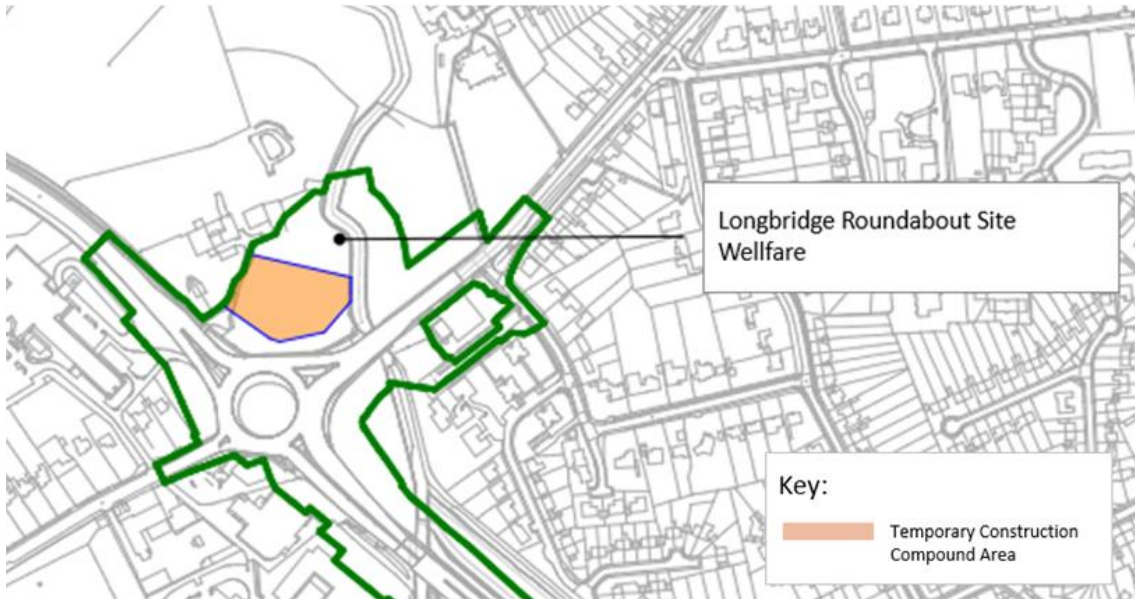 Longbridge Roundabout Site
Wellfare
Key:
Temporary Construction
Compound Area